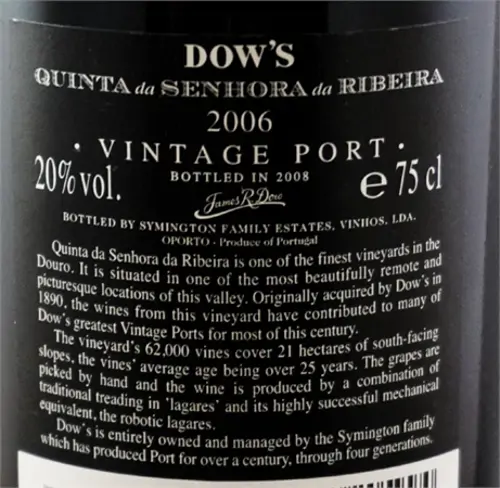 DOW'S
QUINTA da SENHORA da RIBEIRA
2006
· VINTAGE PORT ·
20% vol.
BOTTLED IN 2008
e 75 cl
James R. Dow
BOTTLED BY SYMINGTON FAMILY ESTATES, VINHOS, LDA.
OPORTO - Produce of Portugal
Quinta da Senhora da Ribeira is one of the finest vineyards in the
Douro. It is situated in one of the most beautifully remote and
picturesque locations of this valley. Originally acquired by Dow's in
1890, the wines from this vineyard have contributed to many of
Dow's greatest Vintage Ports for most of this century.
The vineyard's 62,000 vines cover 21 hectares of south-facing
slopes, the vines' average age being over 25 years. The grapes are
picked by hand and the wine is produced by a combination of
traditional treading in 'lagares' and its highly successful mechanical
equivalent, the robotic lagares.
Dow's is entirely owned and managed by the Symington family
which has produced Port for over a century, through four generations.